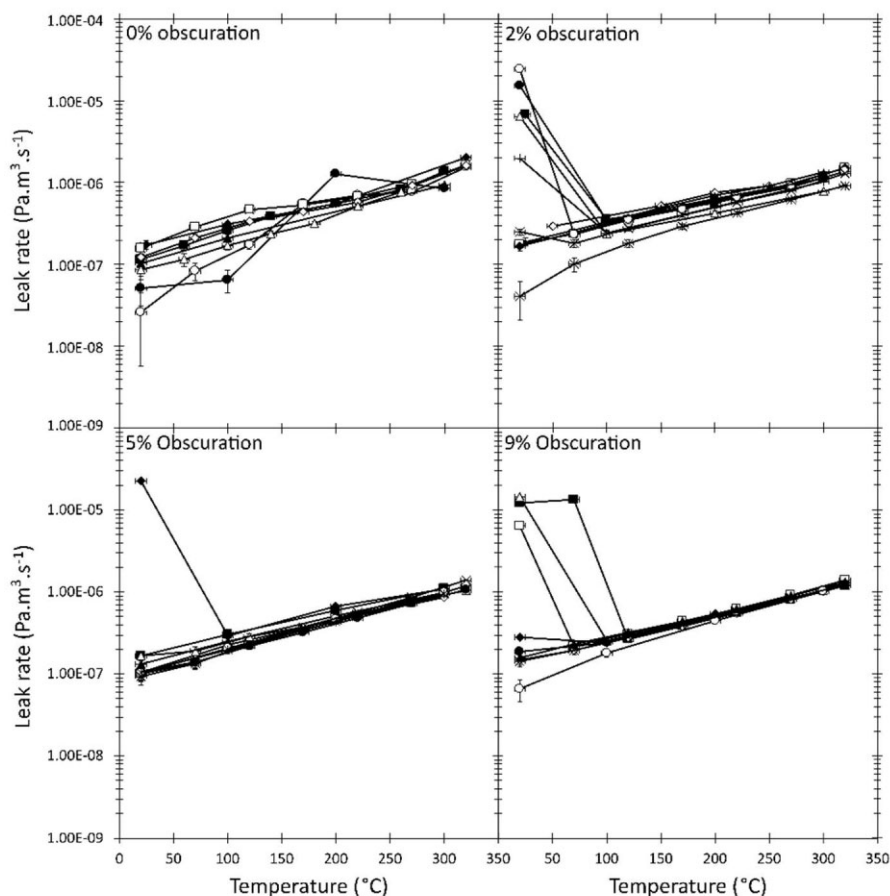 1.00E-04
0% obscuration
2% obscuration
1.00E-05
1.00E-06
1.00E-07
1.00E-08
1.00E-09
Leak rate (Pa.m³.s⁻¹)
5% Obscuration
9% Obscuration
1.00E-05
1.00E-06
1.00E-07
1.00E-08
1.00E-09
Leak rate (Pa.m³.s⁻¹)
0 50 100 150 200 250 300 350 50 100 150 200 250 300 350
Temperature (°C) Temperature (°C)